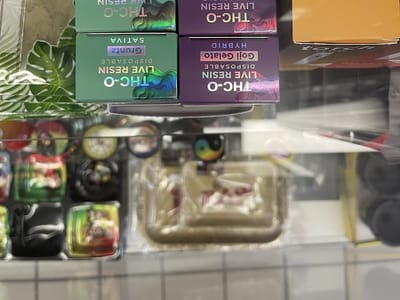 THC-O
LIVE RESIN
THC-O
LIVE RESIN
THC-O
LIVE RESIN
DISPOSABLE
Gruntz
SATIVA
THC-O
LIVE RESIN
DISPOSABLE
Goji Gelato
HYBRID